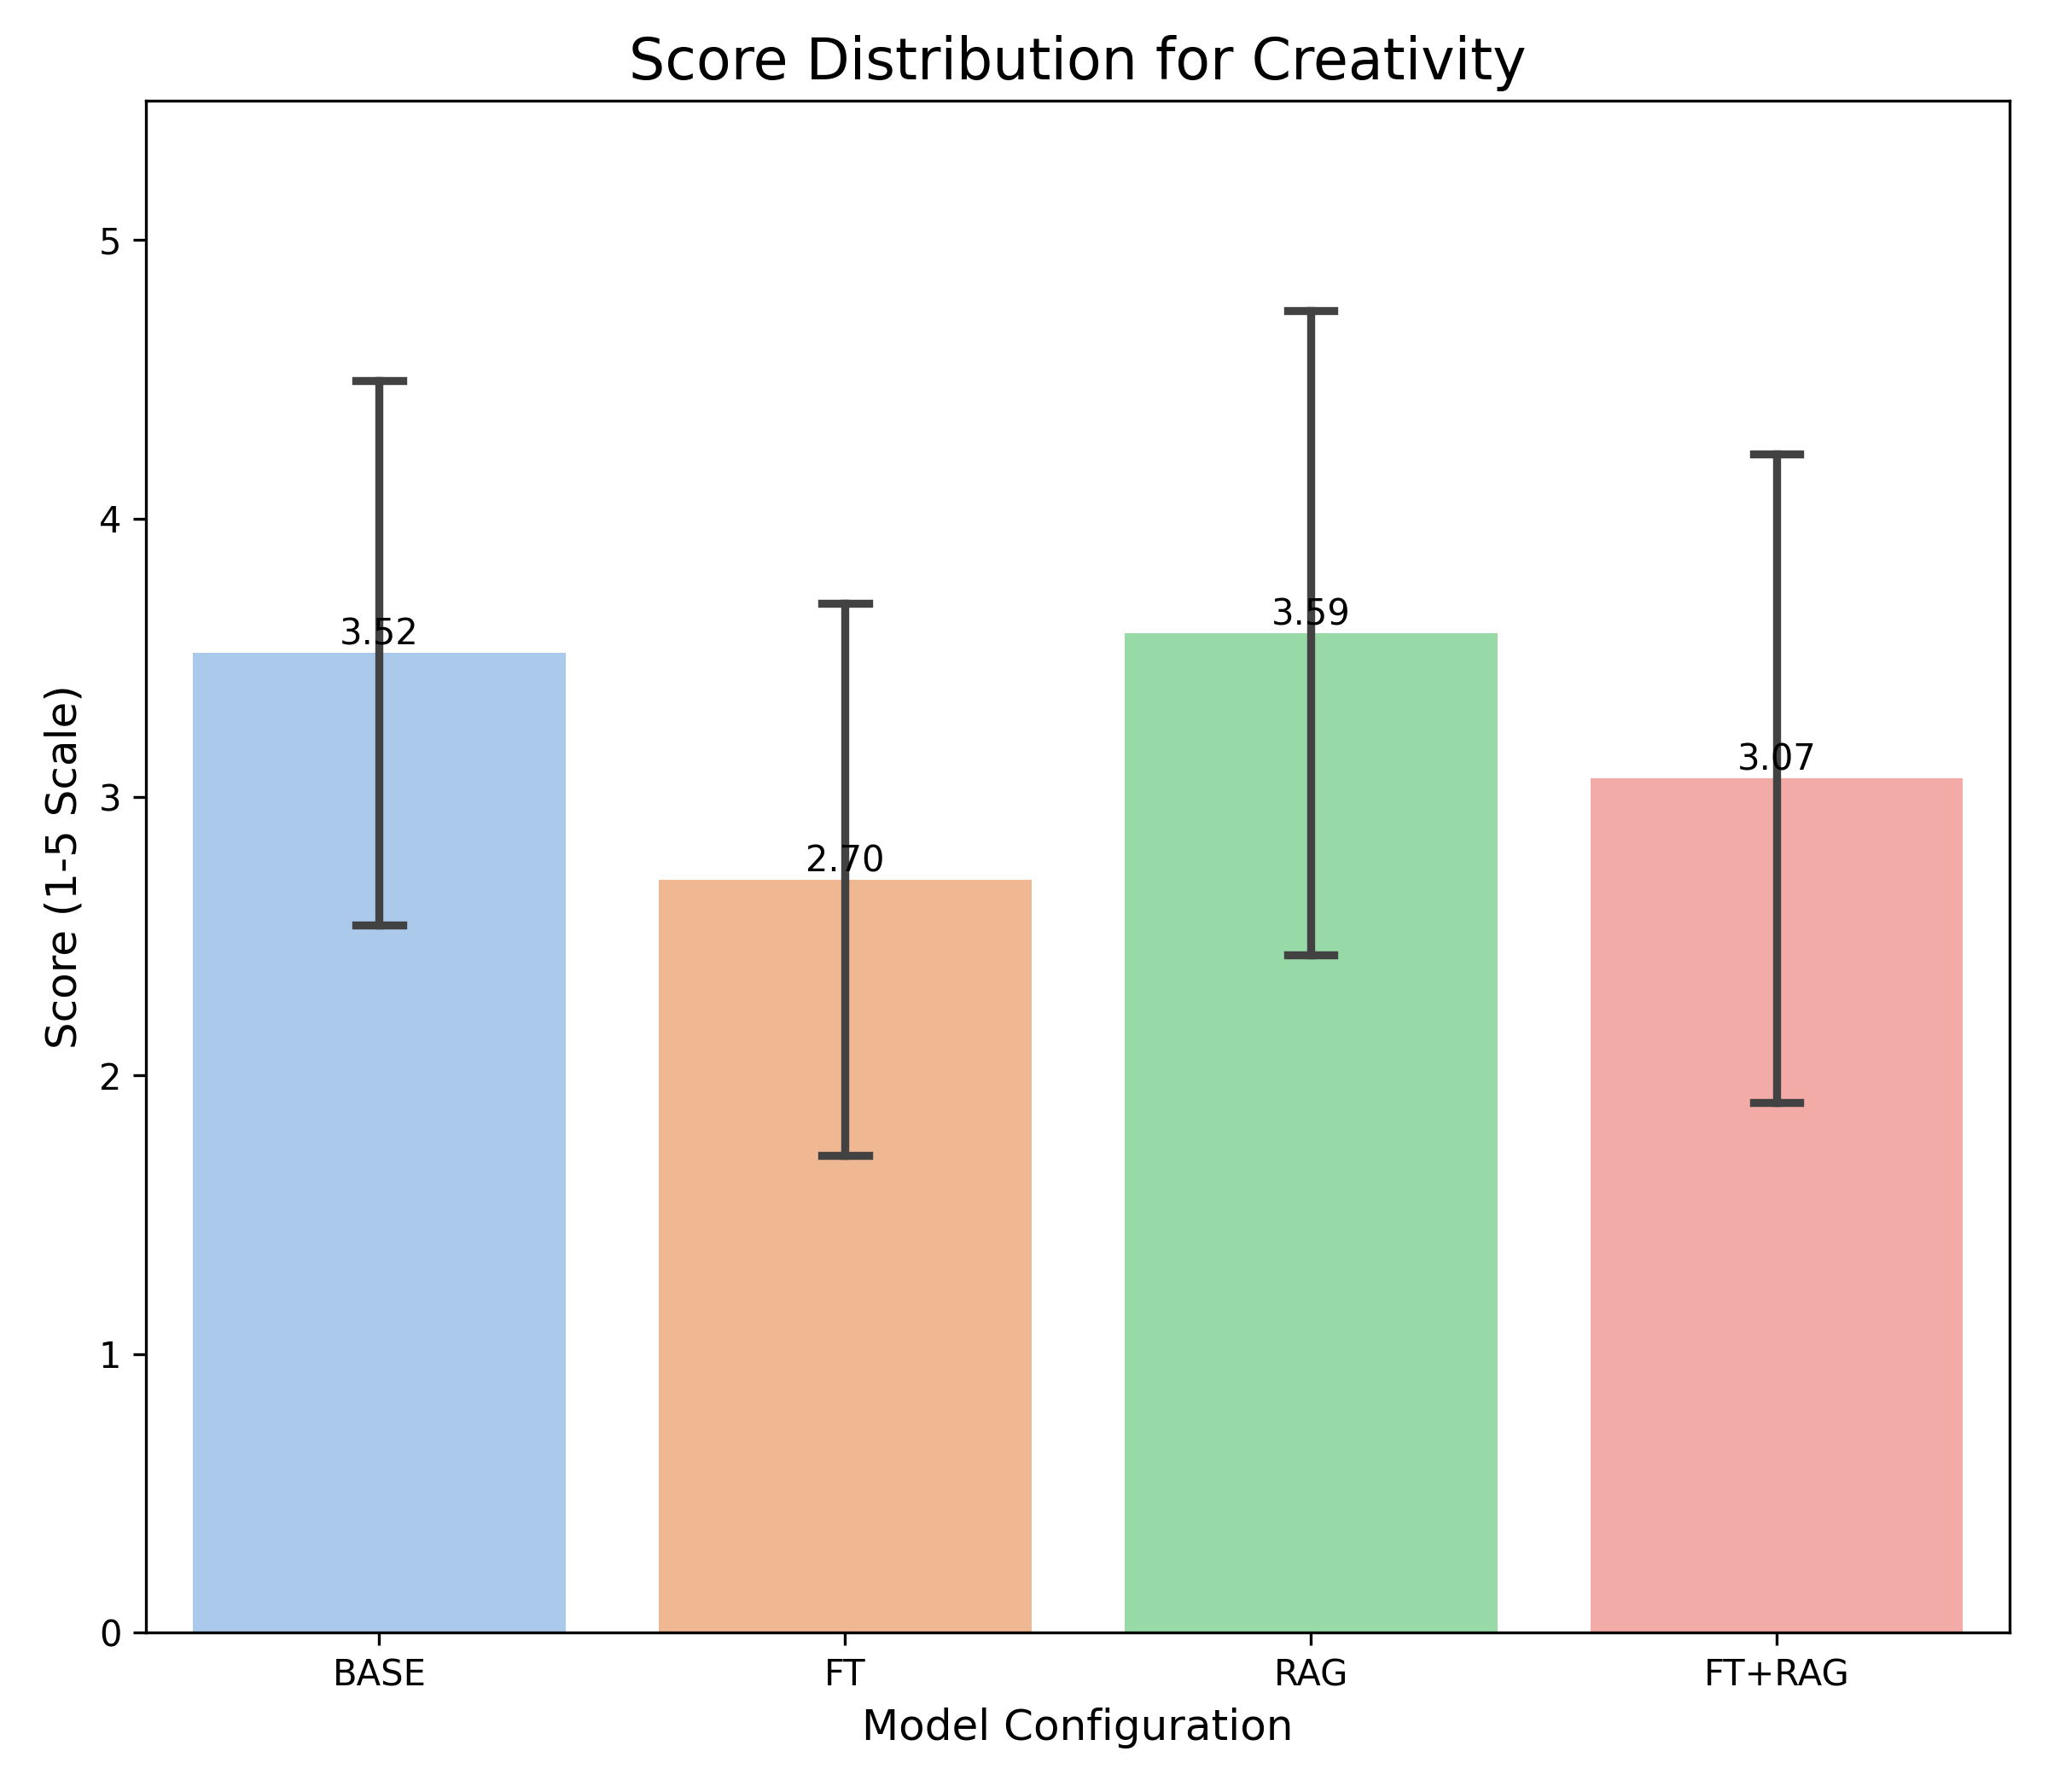 Score Distribution for Creativity
Score (1-5 Scale)
5
4
3
2
1
0
3.52
2.70
3.59
3.07
BASE
FT
RAG
FT+RAG
Model Configuration